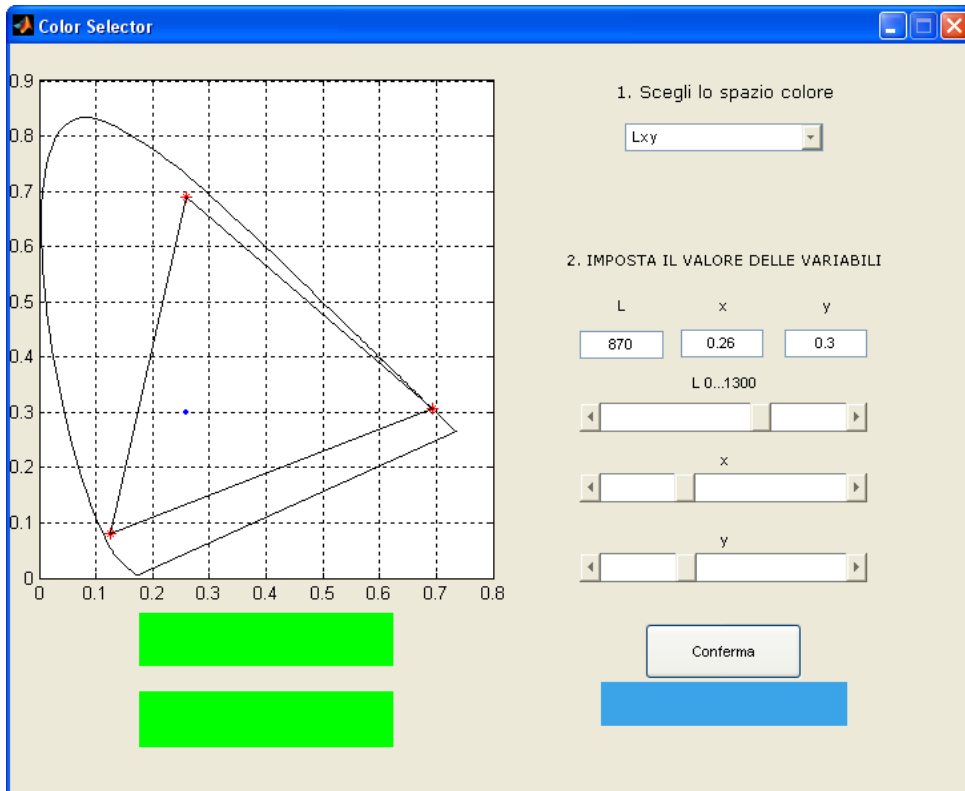 Color Selector
0.9
0.8
0.7
0.6
0.5
0.4
0.3
0.2
0.1
0
0 0.1 0.2 0.3 0.4 0.5 0.6 0.7 0.8
1. Scegli lo spazio colore
Lxy
2. IMPOSTA IL VALORE DELLE VARIABILI
L x y
870 0.26 0.3
L 0...1300
x
y
Conferma